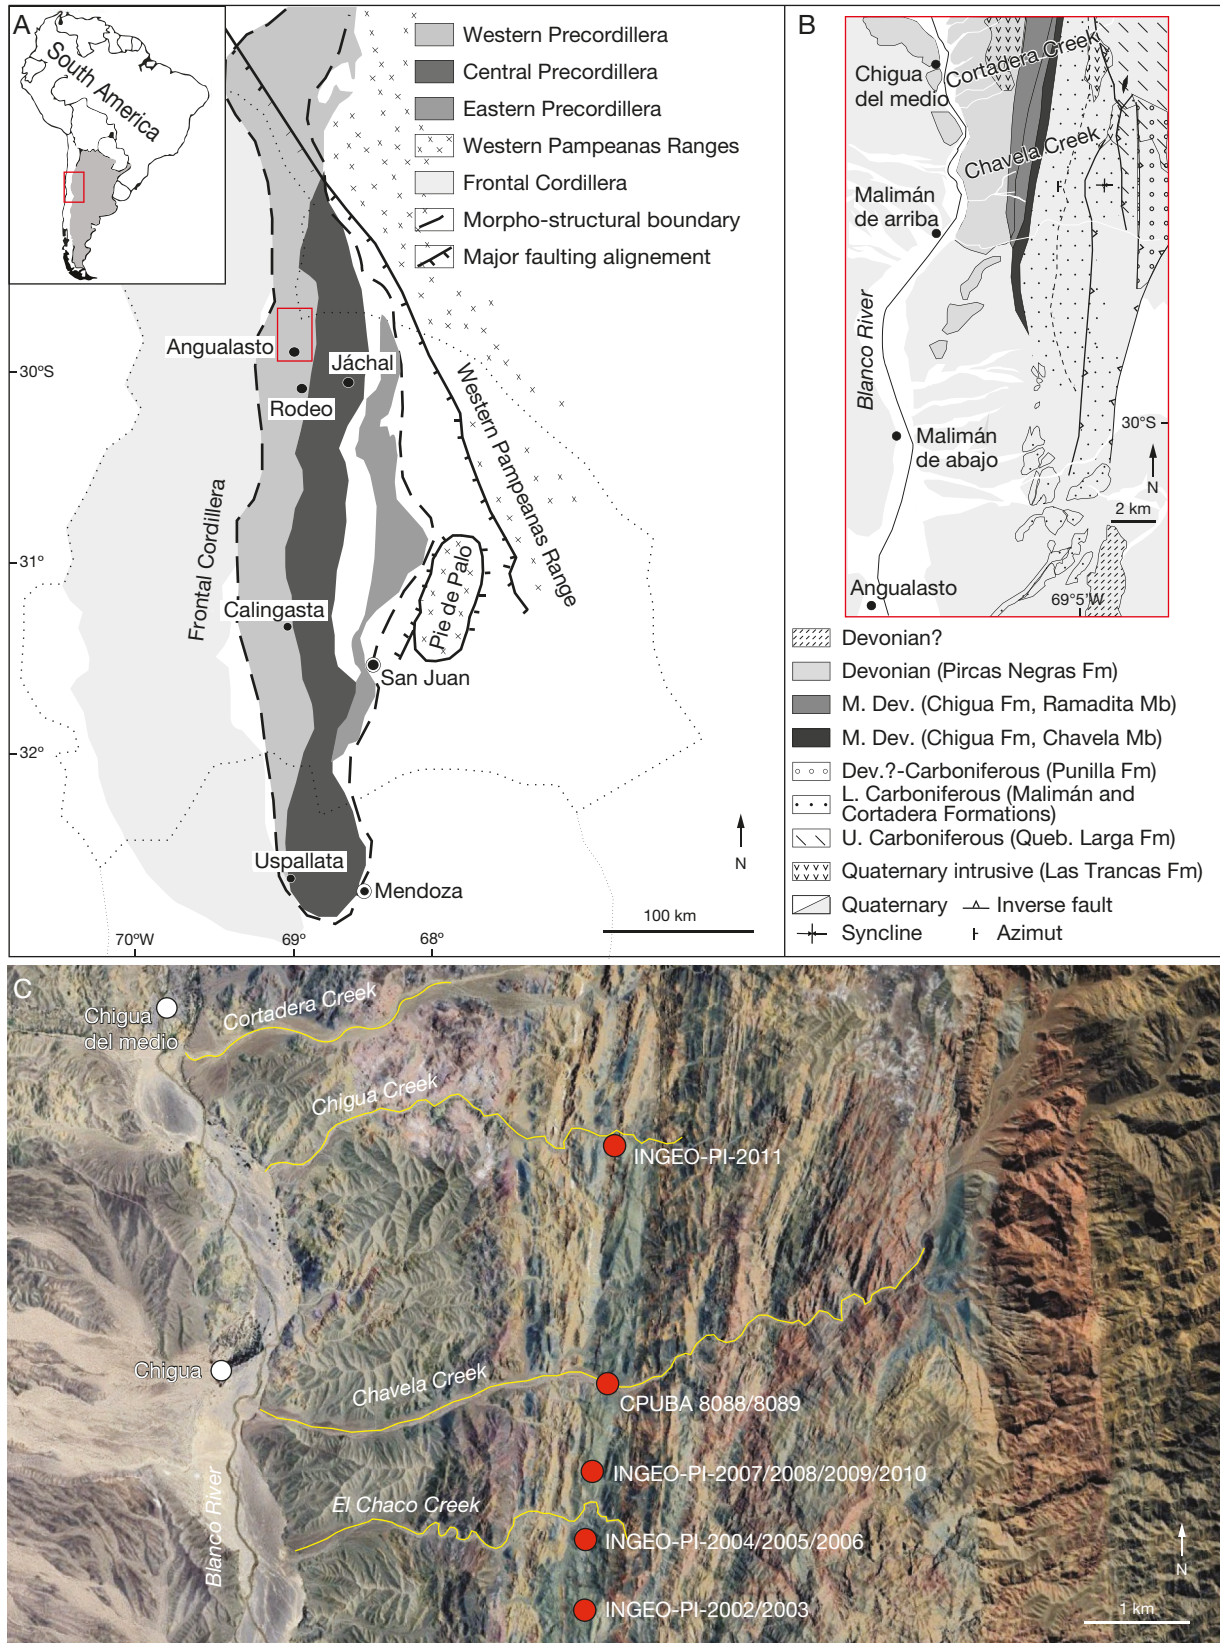 A
South America
Western Precordillera
Central Precordillera
Eastern Precordillera
Western Pampeanas Ranges
Frontal Cordillera
Morpho-structural boundary
Major faulting alignement
Angualasto
Jáchal
Rodeo
30ºS
Western Pampeanas Range
Frontal Cordillera
31º
Pie de Palo
Calingasta
San Juan
32º
Uspallata
Mendoza
N
100 km
70ºW
69º
68º
B
Chigua
del medio
Cortadera Creek
Chavela Creek
Malimán
de arriba
Blanco River
30ºS
Malimán
de abajo
N
2 km
Angualasto
69º5'W
Devonian?
Devonian (Pircas Negras Fm)
M. Dev. (Chigua Fm, Ramadita Mb)
M. Dev. (Chigua Fm, Chavela Mb)
Dev.?-Carboniferous (Punilla Fm)
L. Carboniferous (Malimán and
Cortadera Formations)
U. Carboniferous (Queb. Larga Fm)
Quaternary intrusive (Las Trancas Fm)
Quaternary
Inverse fault
Syncline
Azimut
C
Chigua
del medio
Cortadera Creek
Chigua Creek
INGEO-PI-2011
Chigua
Chavela Creek
CPUBA 8088/8089
INGEO-PI-2007/2008/2009/2010
El Chaco Creek
Blanco River
INGEO-PI-2004/2005/2006
INGEO-PI-2002/2003
N
1 km